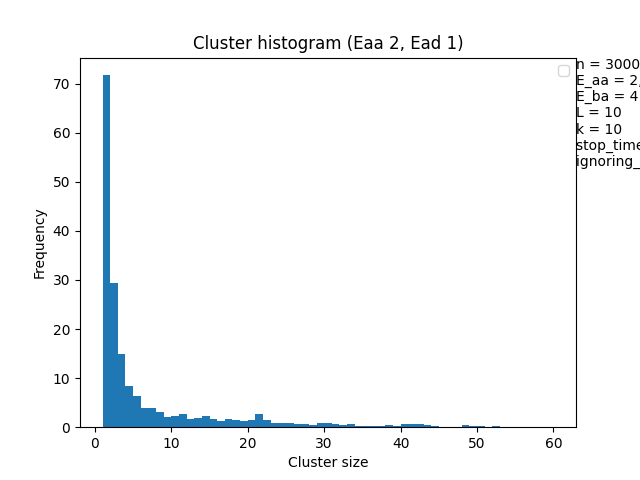 Cluster histogram (Eaa 2, Ead 1)
n = 3000
E_aa = 2,
E_ba = 4
L = 10
k = 10
stop_time
ignoring_
70
60
50
40
30
20
10
0
Frequency
0 10 20 30 40 50 60
Cluster size